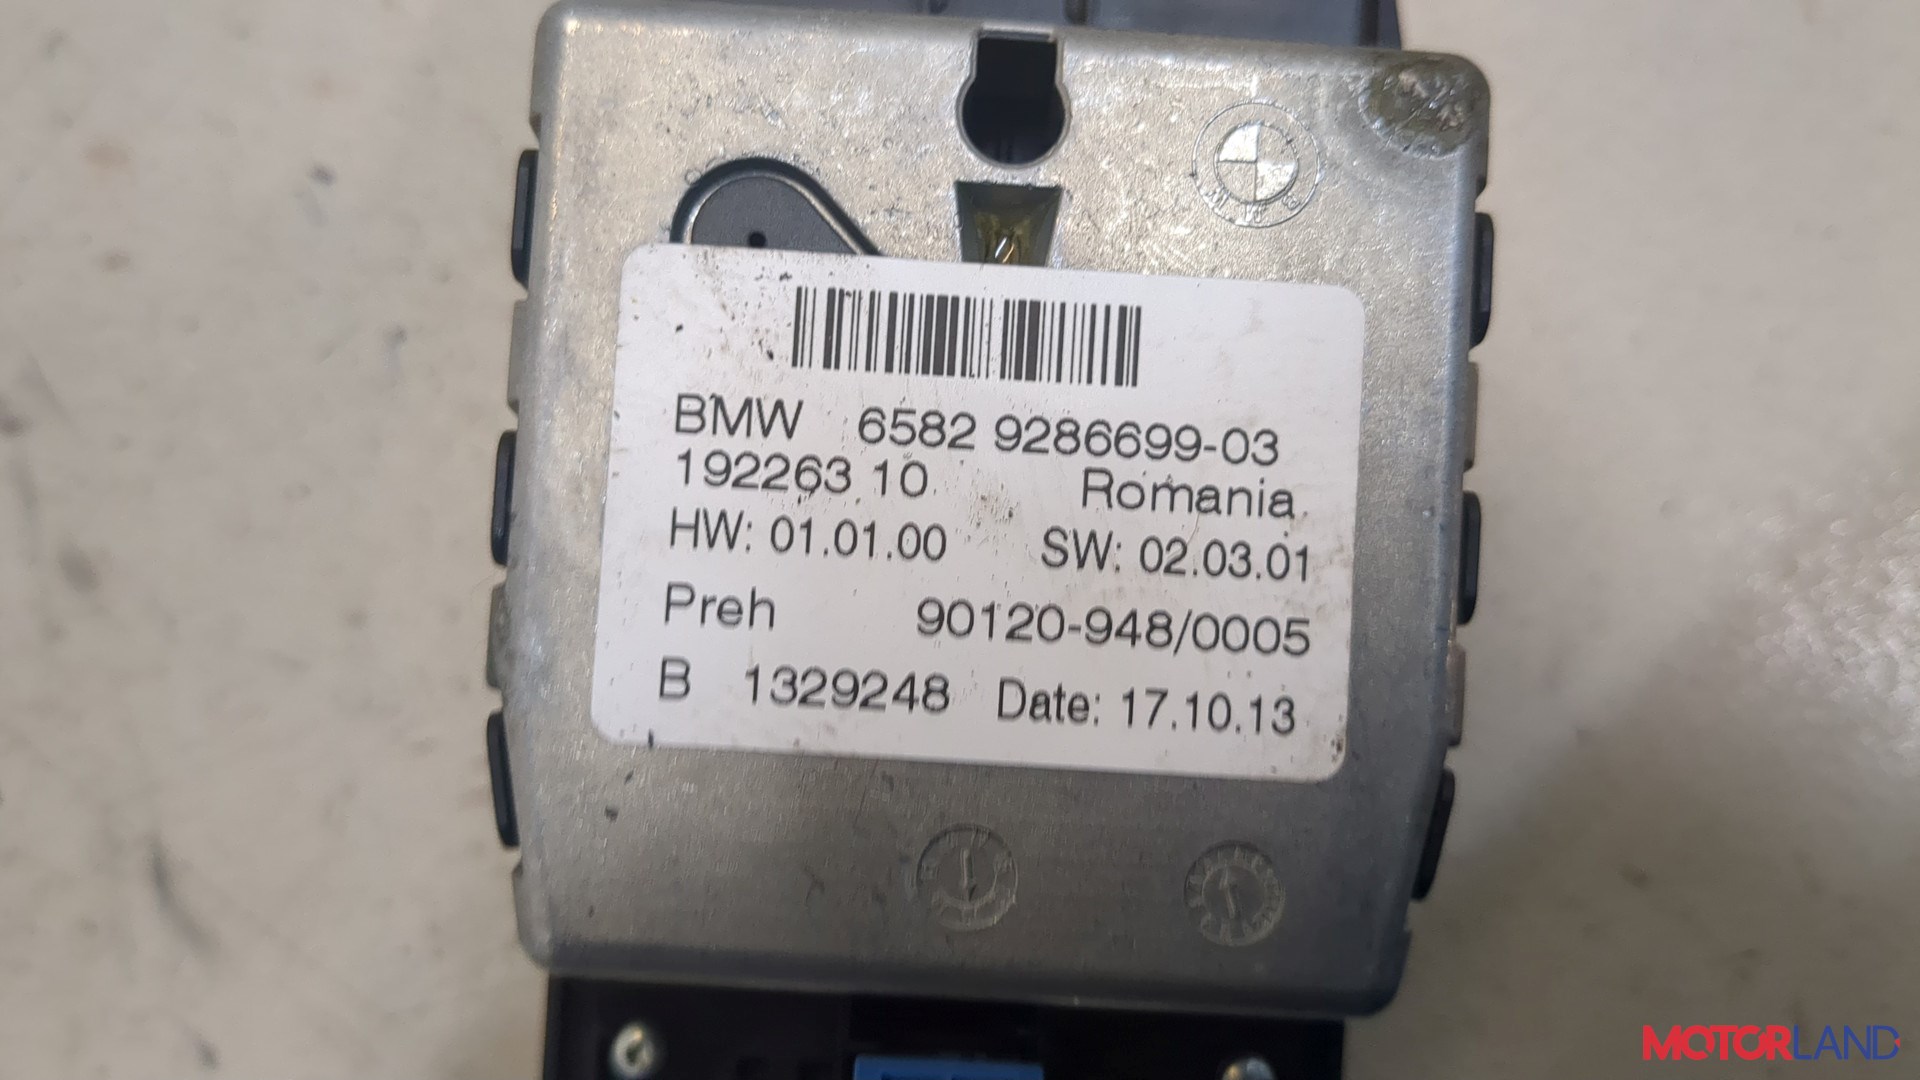 BMW 6582 9286699-03
192263 10 Romania
HW: 01.01.00 SW: 02.03.01
Preh 90120-948/0005
B 1329248 Date: 17.10.13
MOTORLAND